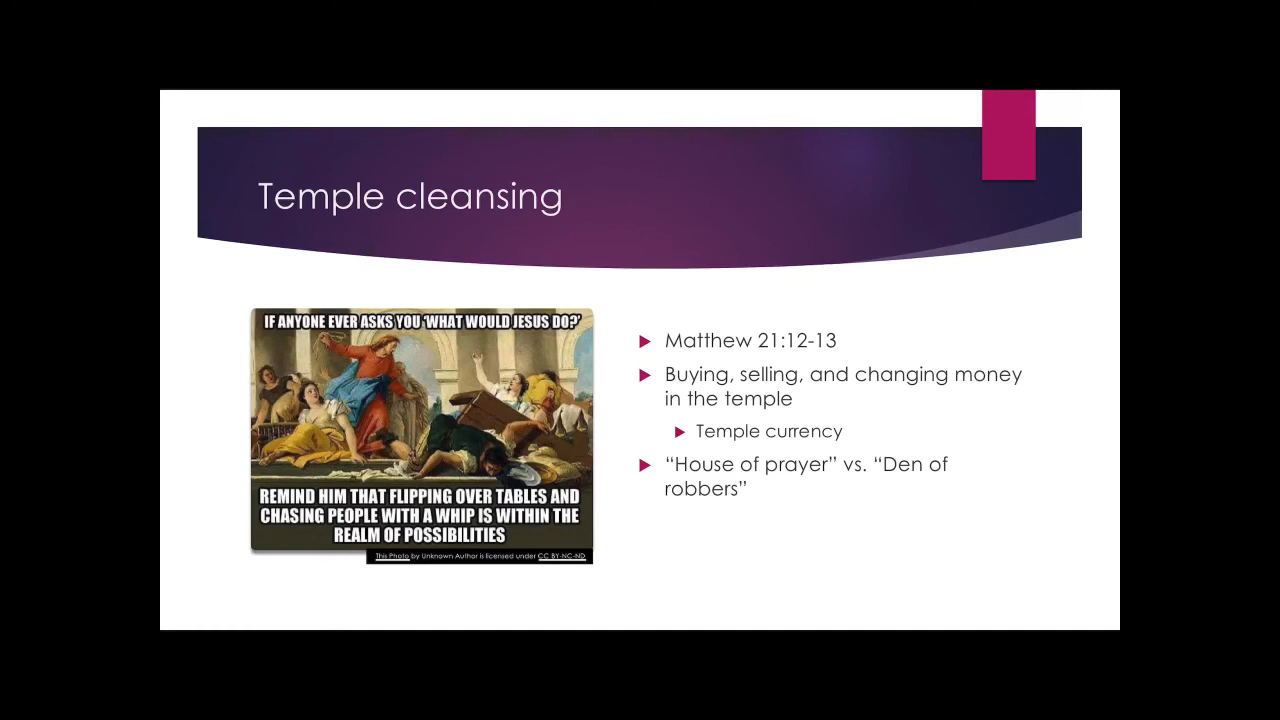 Temple cleansing
IF ANYONE EVER ASKS YOU 'WHAT WOULD JESUS DO?'
REMIND HIM THAT FLIPPING OVER TABLES AND
CHASING PEOPLE WITH A WHIP IS WITHIN THE
REALM OF POSSIBILITIES
This Photo by Unknown Author is licensed under CC BY-NC-ND
Matthew 21:12-13
Buying, selling, and changing money
in the temple
Temple currency
“House of prayer” vs. “Den of
robbers”